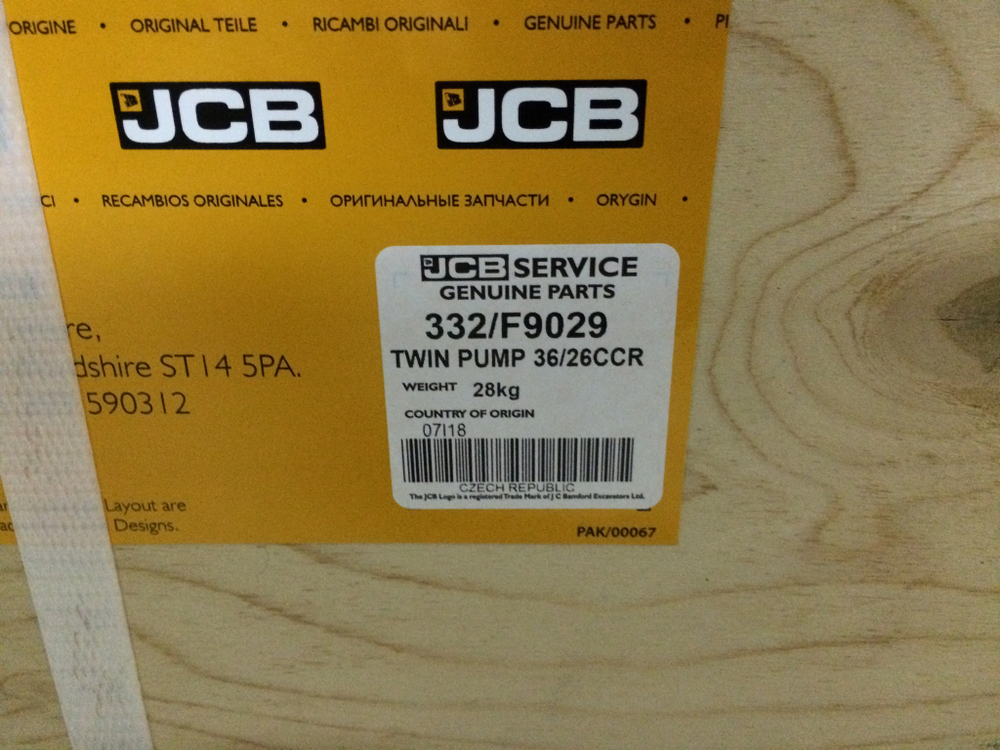 ORIGINE • ORIGINAL TEILE • RICAMBI ORIGINALI • GENUINE PARTS • PI
JCB JCB
CI • RECAMBIOS ORIGINALES • ОРИГИНАЛЬНЫЕ ЗАПЧАСТИ • ORYGIN •
JCB SERVICE
GENUINE PARTS
332/F9029
TWIN PUMP 36/26CCR
WEIGHT 28kg
COUNTRY OF ORIGIN
07I18
CZECH REPUBLIC
The JCB Logo is a registered Trade Mark of J C Bamford Excavators Ltd.
re,
dshire ST14 5PA.
590312
Layout are
Designs.
PAK/00067